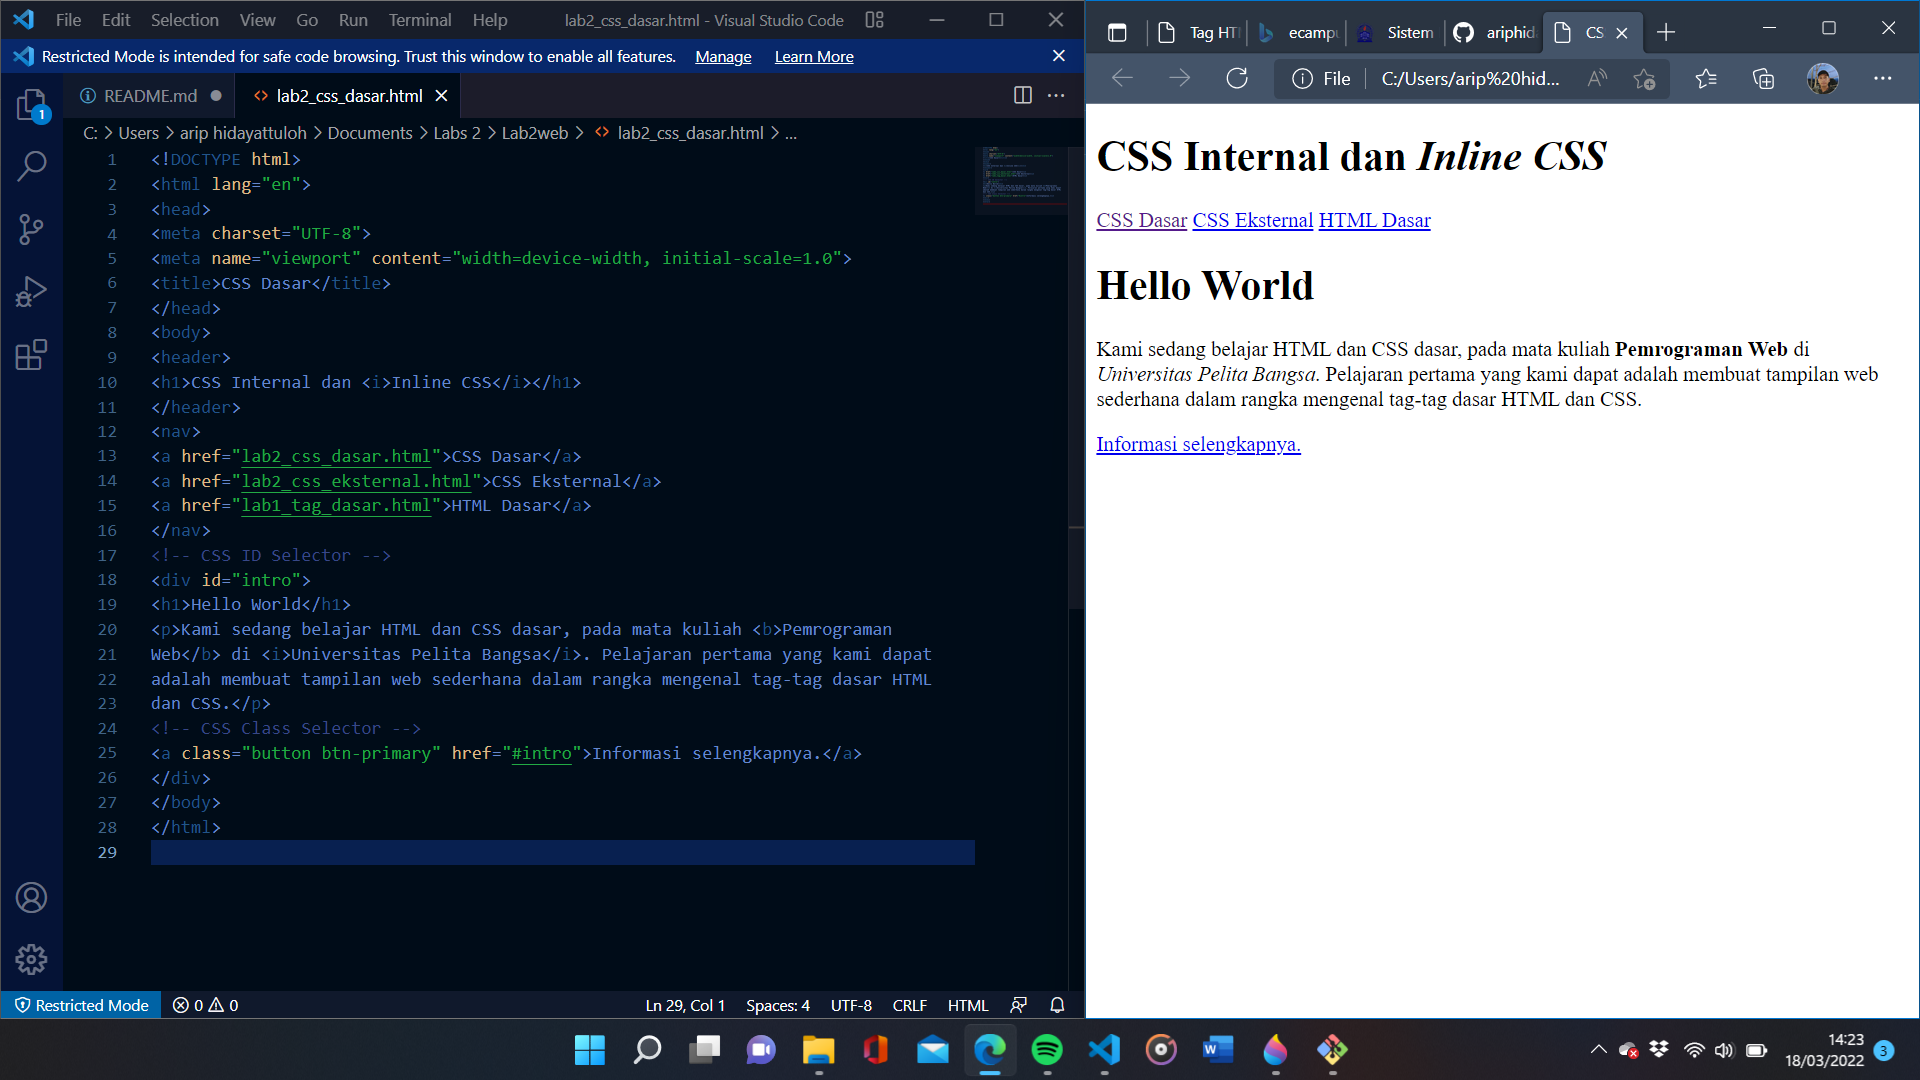 File Edit Selection View Go Run Terminal Help lab2_css_dasar.html - Visual Studio Code
Restricted Mode is intended for safe code browsing. Trust this window to enable all features. Manage Learn More
1
README.md lab2_css_dasar.html
C: > Users > arip hidayattuloh > Documents > Labs 2 > Lab2web > lab2_css_dasar.html > ...
1 <!DOCTYPE html>
2 <html lang="en">
3 <head>
4 <meta charset="UTF-8">
5 <meta name="viewport" content="width=device-width, initial-scale=1.0">
6 <title>CSS Dasar</title>
7 </head>
8 <body>
9 <header>
10 <h1>CSS Internal dan <i>Inline CSS</i></h1>
11 </header>
12 <nav>
13 <a href="lab2_css_dasar.html">CSS Dasar</a>
14 <a href="lab2_css_eksternal.html">CSS Eksternal</a>
15 <a href="lab1_tag_dasar.html">HTML Dasar</a>
16 </nav>
17 <!-- CSS ID Selector -->
18 <div id="intro">
19 <h1>Hello World</h1>
20 <p>Kami sedang belajar HTML dan CSS dasar, pada mata kuliah <b>Pemrograman
21 Web</b> di <i>Universitas Pelita Bangsa</i>. Pelajaran pertama yang kami dapat
22 adalah membuat tampilan web sederhana dalam rangka mengenal tag-tag dasar HTML
23 dan CSS.</p>
24 <!-- CSS Class Selector -->
25 <a class="button btn-primary" href="#intro">Informasi selengkapnya.</a>
26 </div>
27 </body>
28 </html>
29
Restricted Mode 0 0 Ln 29, Col 1 Spaces: 4 UTF-8 CRLF HTML
Tag HT ecampu Sistem ariphid CS
File C:/Users/arip%20hid...
CSS Internal dan Inline CSS
CSS Dasar CSS Eksternal HTML Dasar
Hello World
Kami sedang belajar HTML dan CSS dasar, pada mata kuliah Pemrograman Web di
Universitas Pelita Bangsa. Pelajaran pertama yang kami dapat adalah membuat tampilan web
sederhana dalam rangka mengenal tag-tag dasar HTML dan CSS.
Informasi selengkapnya.
14:23
18/03/2022 3